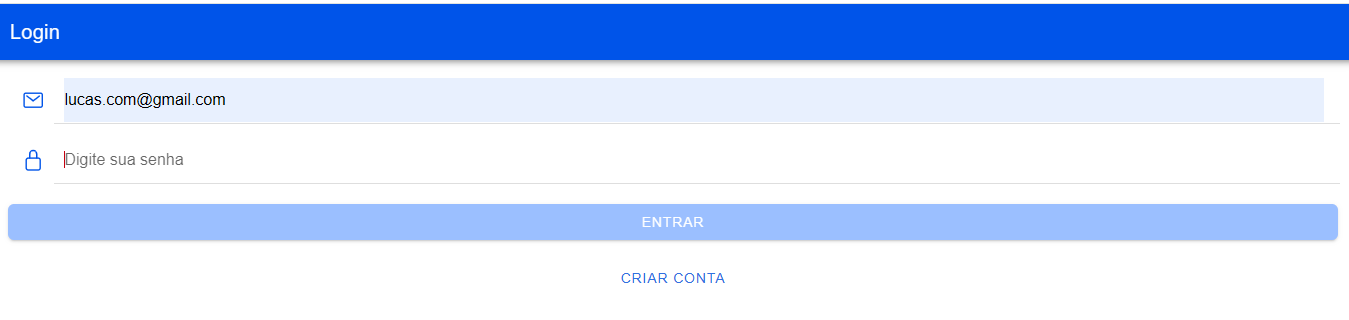 Login
lucas.com@gmail.com
Digite sua senha
ENTRAR
CRIAR CONTA